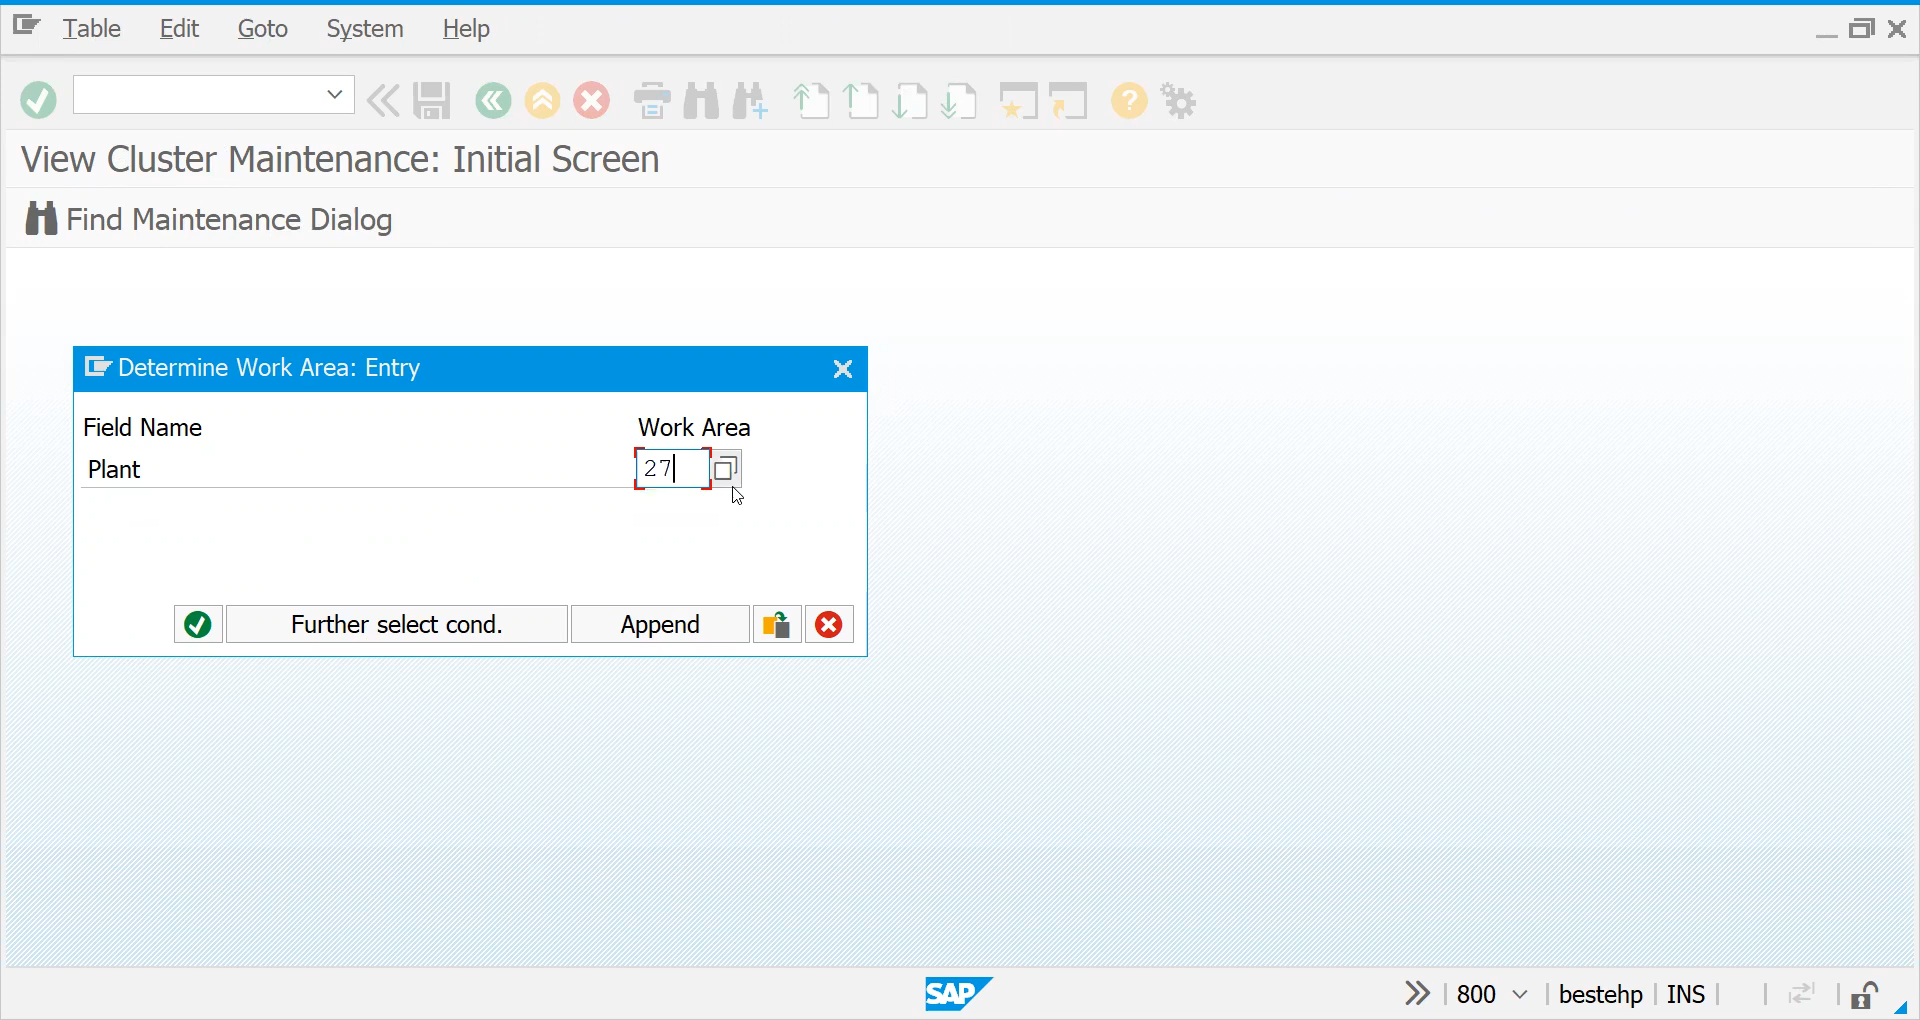 Table Edit Goto System Help
View Cluster Maintenance: Initial Screen
Find Maintenance Dialog
Determine Work Area: Entry
Field Name Work Area
Plant 27
Further select cond. Append
SAP 800 bestehp INS